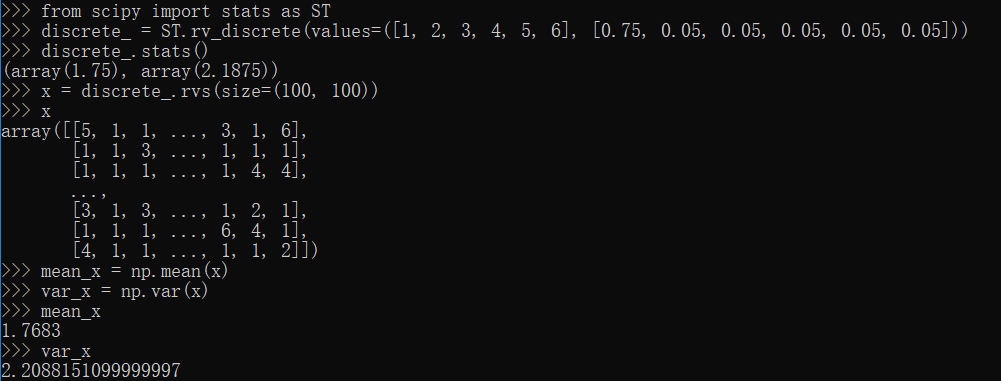 >>> from scipy import stats as ST
>>> discrete_ = ST.rv_discrete(values=([1, 2, 3, 4, 5, 6], [0.75, 0.05, 0.05, 0.05, 0.05, 0.05]))
>>> discrete_.stats()
(array(1.75), array(2.1875))
>>> x = discrete_.rvs(size=(100, 100))
>>> x
array([[5, 1, 1, ..., 3, 1, 6],
       [1, 1, 3, ..., 1, 1, 1],
       [1, 1, 1, ..., 1, 4, 4],
       ...,
       [3, 1, 3, ..., 1, 2, 1],
       [1, 1, 1, ..., 6, 4, 1],
       [4, 1, 1, ..., 1, 1, 2]])
>>> mean_x = np.mean(x)
>>> var_x = np.var(x)
>>> mean_x
1.7683
>>> var_x
2.2088151099999997